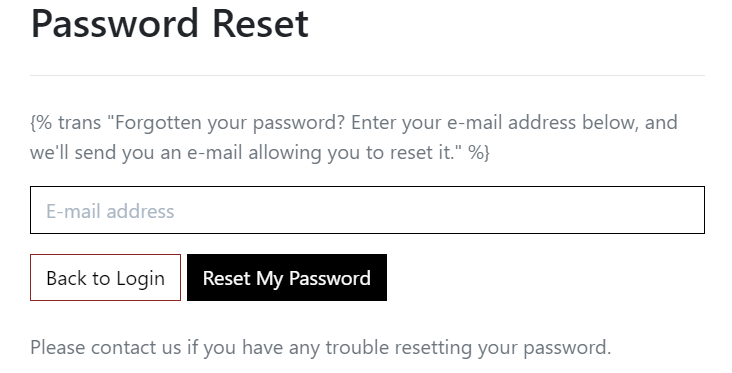 Password Reset
{% trans "Forgotten your password? Enter your e-mail address below, and
we'll send you an e-mail allowing you to reset it." %}
E-mail address
Back to Login Reset My Password
Please contact us if you have any trouble resetting your password.